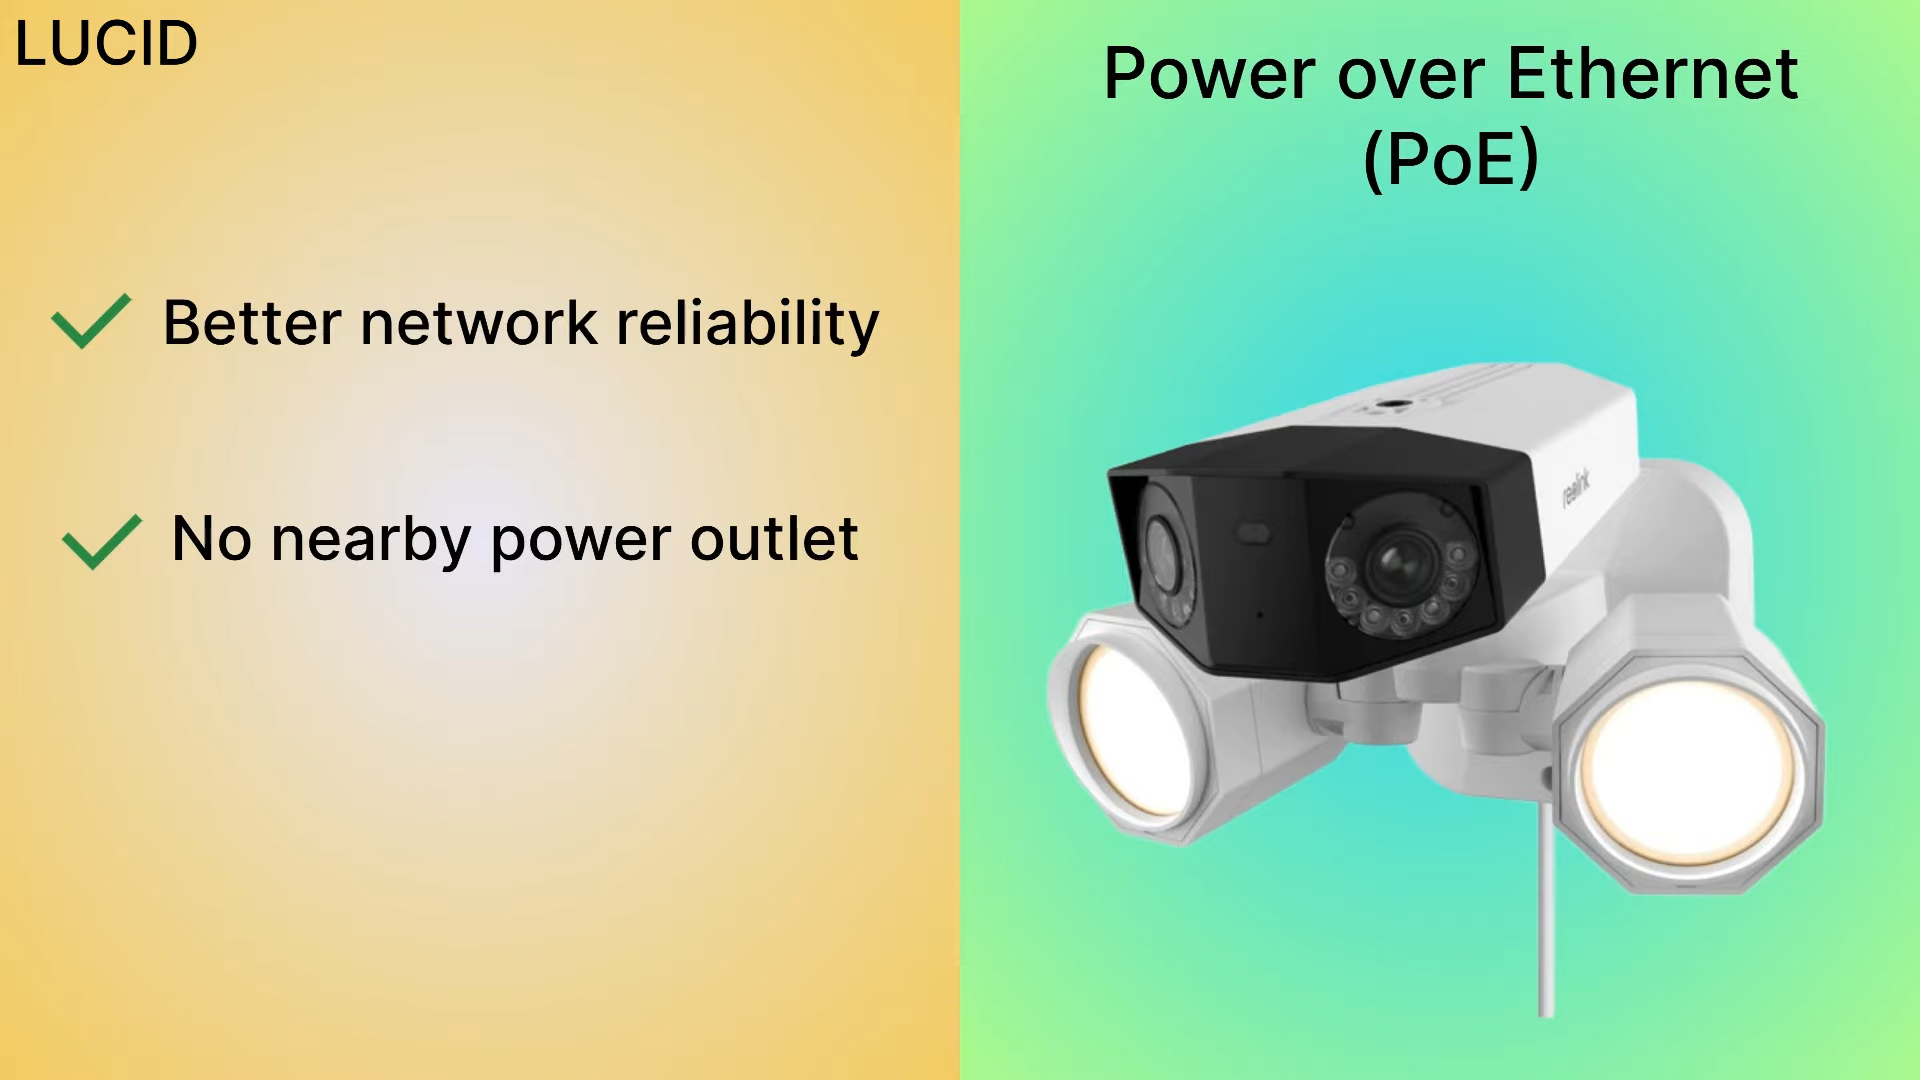 LUCID
Better network reliability
No nearby power outlet
Power over Ethernet
(PoE)
reolink